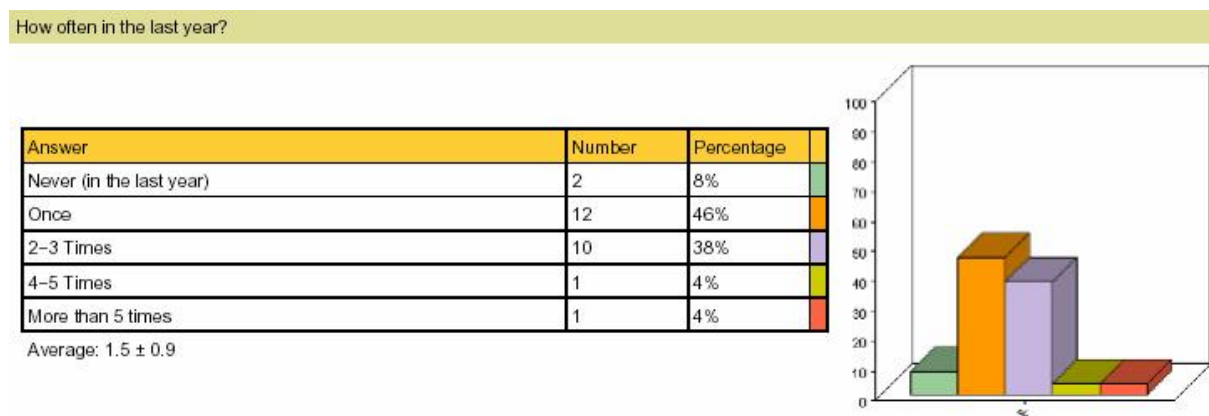 How often in the last year?
Answer Number Percentage
Never (in the last year) 2 8%
Once 12 46%
2–3 Times 10 38%
4–5 Times 1 4%
More than 5 times 1 4%
Average: 1.5 ± 0.9
100
90
80
70
60
50
40
30
20
10
0
%